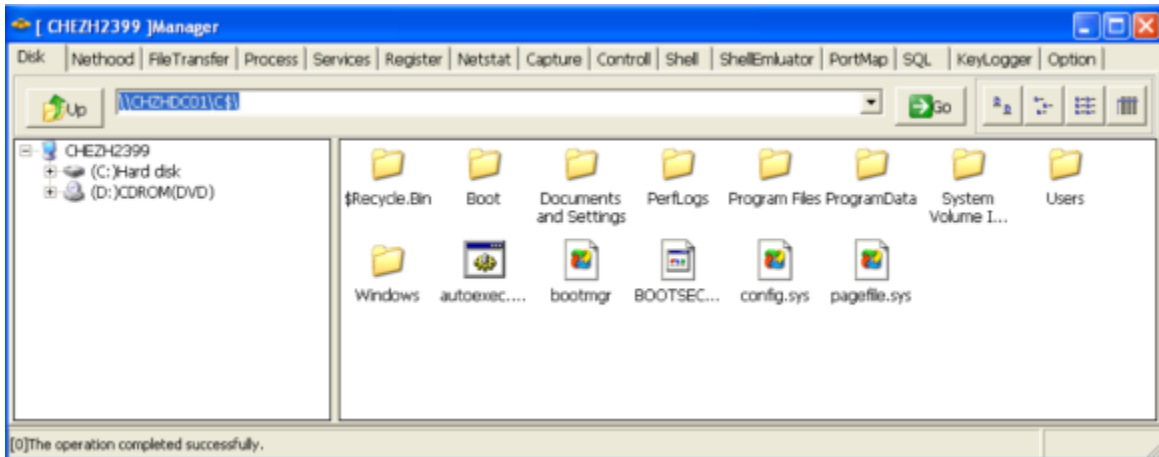 [ CHEZH2399 ]Manager
Disk Nethood FileTransfer Process Services Register Netstat Capture Controll Shell ShellEmluator PortMap SQL KeyLogger Option
Up \\CHZHDC01\C$\ Go
CHEZH2399
(C:)Hard disk
(D:)CDROM(DVD)
$Recycle.Bin Boot Documents and Settings PerfLogs Program Files ProgramData System Volume I... Users
Windows autoexec.... bootmgr BOOTSEC... config.sys pagefile.sys
[0]The operation completed successfully.